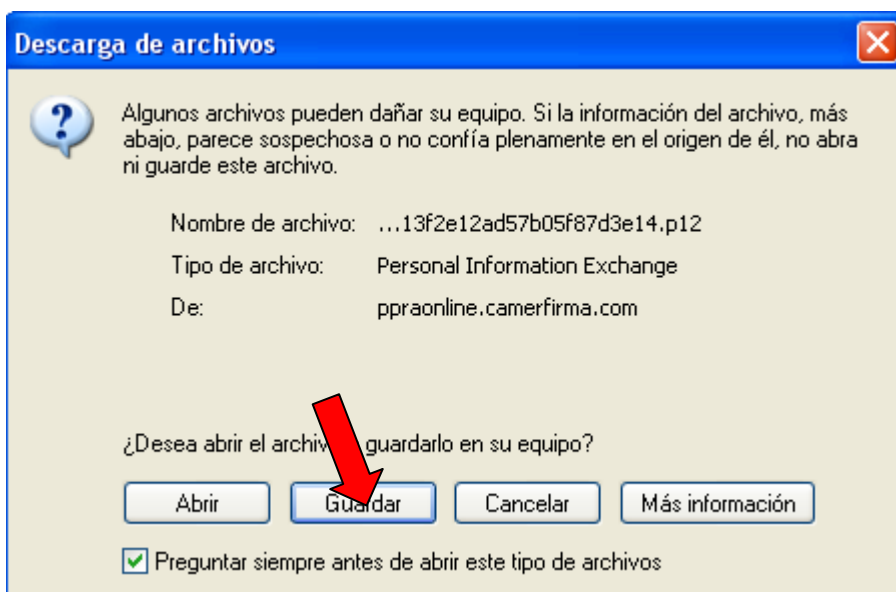 Descarga de archivos
Algunos archivos pueden dañar su equipo. Si la información del archivo, más
abajo, parece sospechosa o no confía plenamente en el origen de él, no abra
ni guarde este archivo.
Nombre de archivo: ...13f2e12ad57b05f87d3e14.p12
Tipo de archivo: Personal Information Exchange
De: ppraonline.camerfirma.com
¿Desea abrir el archivo guardarlo en su equipo?
Abrir Guardar Cancelar Más información
Preguntar siempre antes de abrir este tipo de archivos